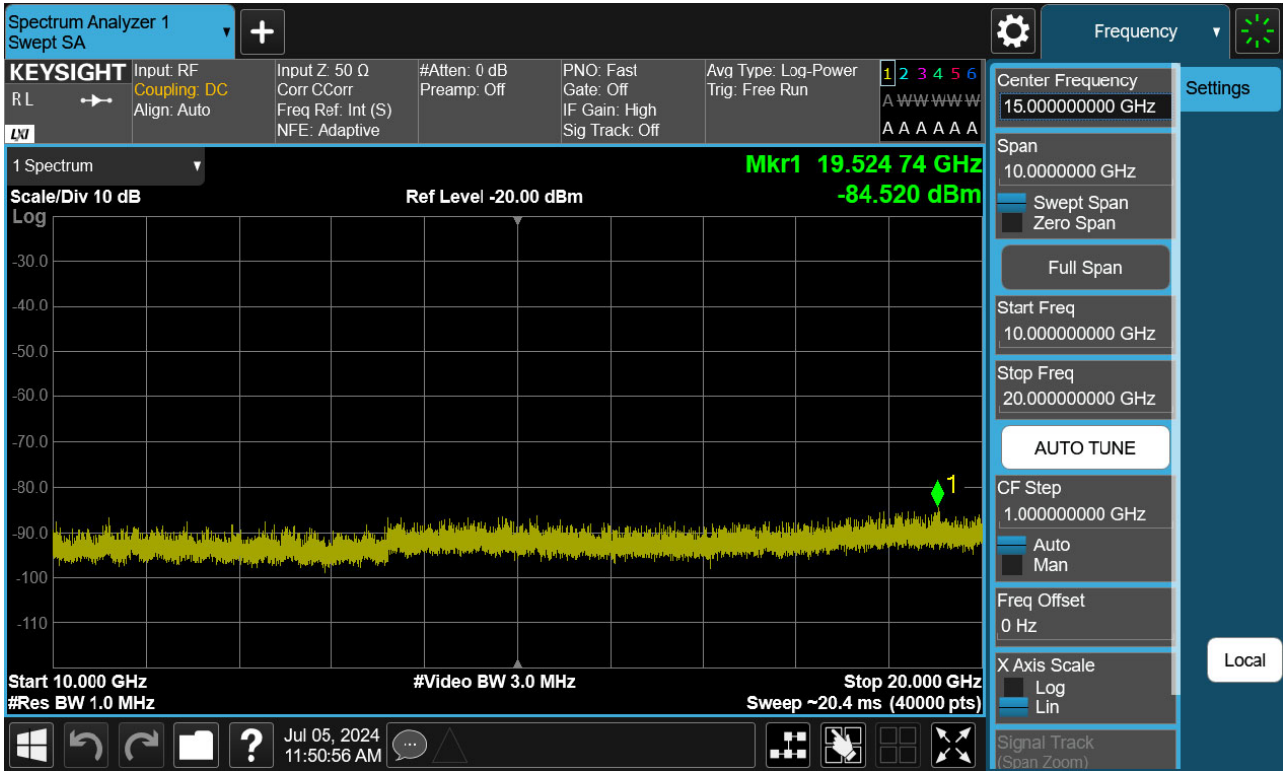 Spectrum Analyzer 1
Swept SA
Frequency
KEYSIGHT
R L
LXI
Input: RF
Coupling: DC
Align: Auto
Input Z: 50 Ω
Corr CCorr
Freq Ref: Int (S)
NFE: Adaptive
#Atten: 0 dB
Preamp: Off
PNO: Fast
Gate: Off
IF Gain: High
Sig Track: Off
Avg Type: Log-Power
Trig: Free Run
1 2 3 4 5 6
A W W W W W
A A A A A A
1 Spectrum
Mkr1 19.524 74 GHz
Scale/Div 10 dB
Ref Level -20.00 dBm
-84.520 dBm
Log
-30.0
-40.0
-50.0
-60.0
-70.0
-80.0
-90.0
-100
-110
1
Start 10.000 GHz
#Video BW 3.0 MHz
Stop 20.000 GHz
#Res BW 1.0 MHz
Sweep ~20.4 ms (40000 pts)
Center Frequency
15.000000000 GHz
Settings
Span
10.0000000 GHz
Swept Span
Zero Span
Full Span
Start Freq
10.000000000 GHz
Stop Freq
20.000000000 GHz
AUTO TUNE
CF Step
1.000000000 GHz
Auto
Man
Freq Offset
0 Hz
X Axis Scale
Log
Lin
Local
Signal Track
(Span Zoom)
?
Jul 05, 2024
11:50:56 AM